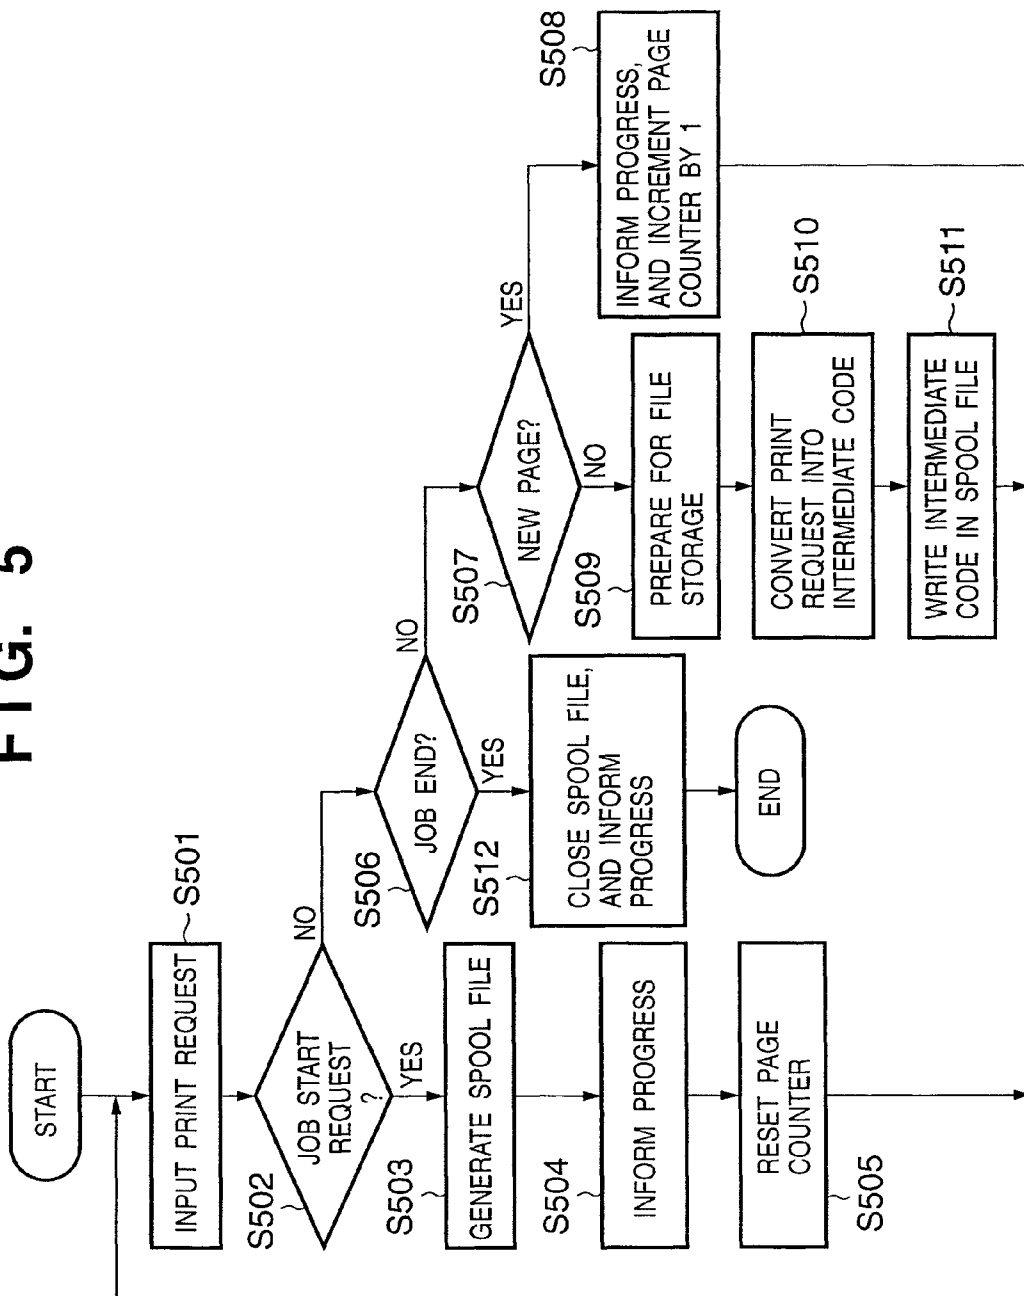 FIG. 5
START
INPUT PRINT REQUEST
S501
JOB START
REQUEST
?
S502
NO
YES
GENERATE SPOOL FILE
S503
INFORM PROGRESS
S504
RESET PAGE
COUNTER
S505
JOB END?
S506
NO
YES
CLOSE SPOOL FILE,
AND INFORM
PROGRESS
S512
END
NEW PAGE?
S507
YES
NO
INFORM PROGRESS,
AND INCREMENT PAGE
COUNTER BY 1
S508
PREPARE FOR FILE
STORAGE
S509
CONVERT PRINT
REQUEST INTO
INTERMEDIATE CODE
S510
WRITE INTERMEDIATE
CODE IN SPOOL FILE
S511